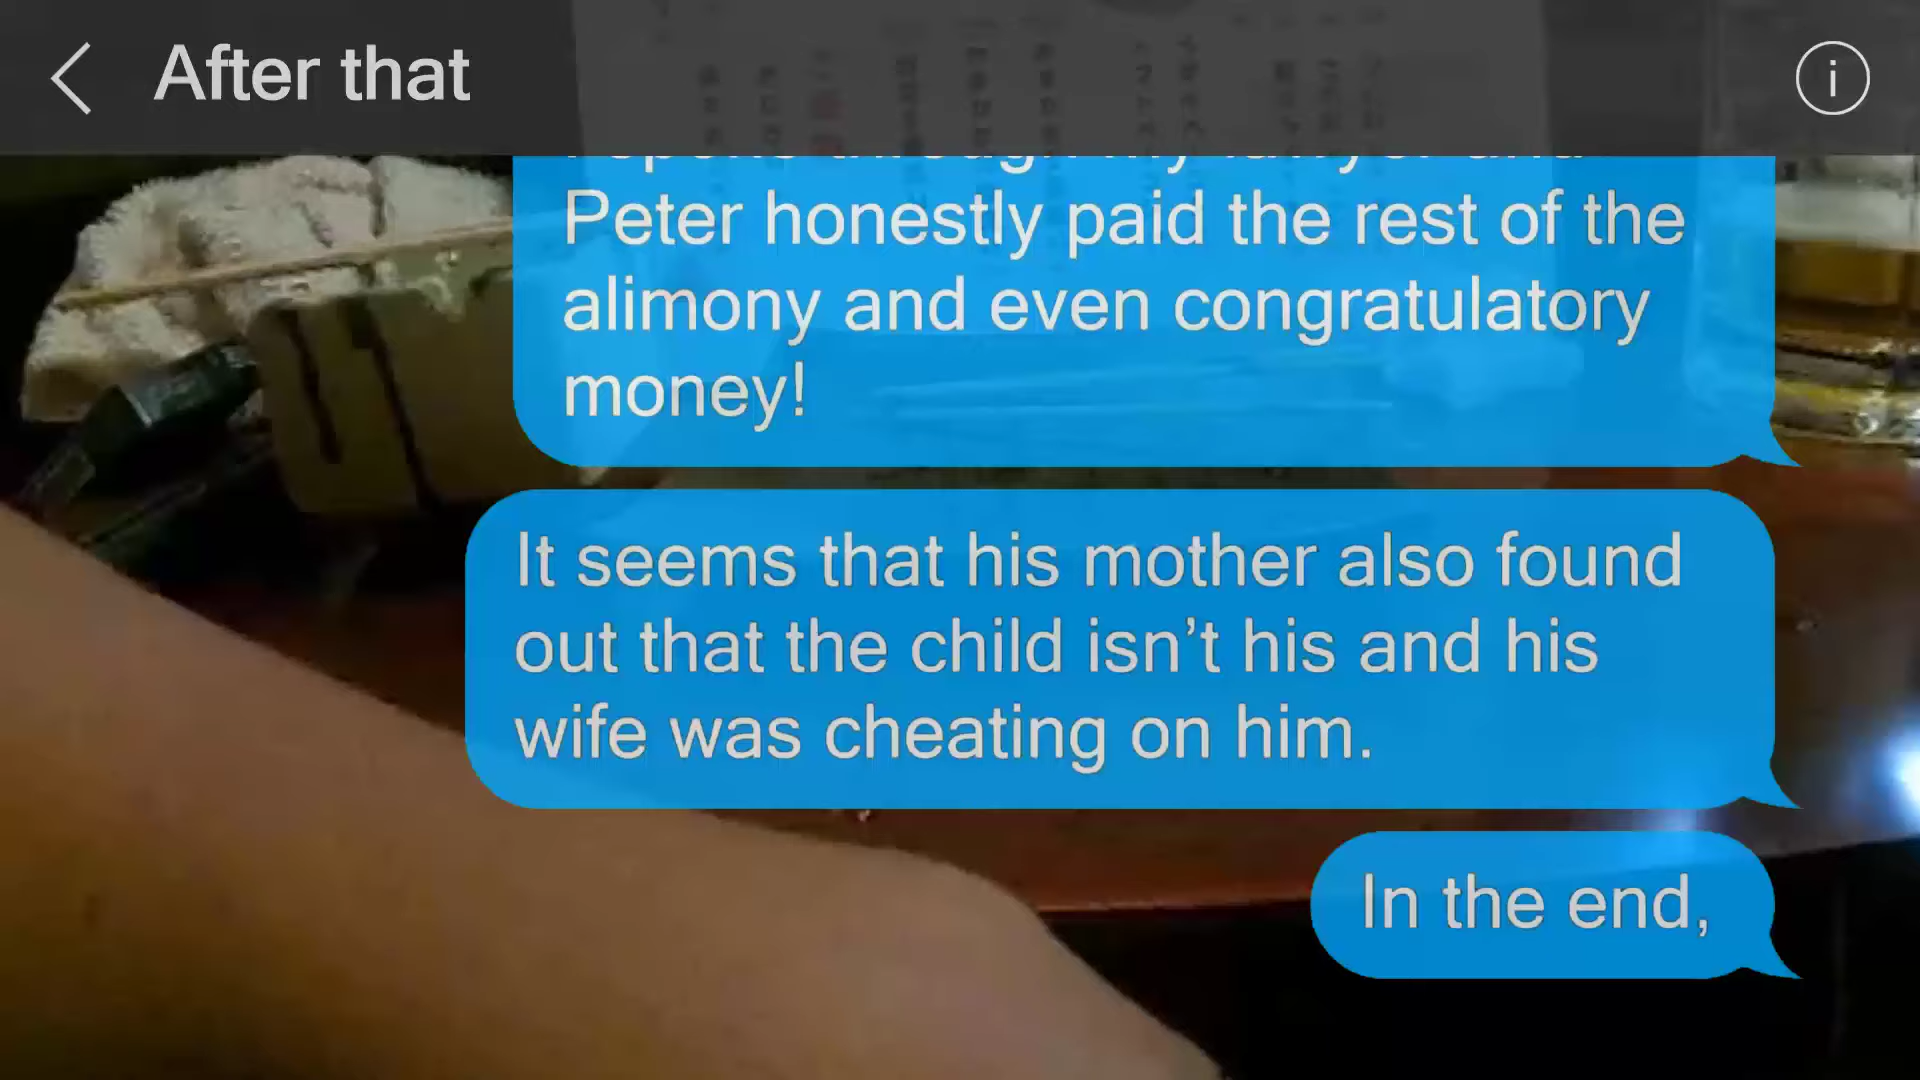 After that
Peter honestly paid the rest of the
alimony and even congratulatory
money!
It seems that his mother also found
out that the child isn’t his and his
wife was cheating on him.
In the end,